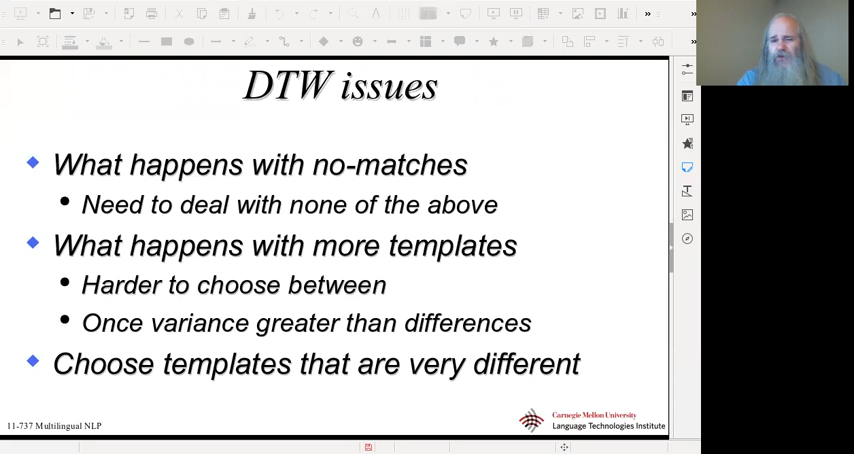 DTW issues
What happens with no-matches
Need to deal with none of the above
What happens with more templates
Harder to choose between
Once variance greater than differences
Choose templates that are very different
11-737 Multilingual NLP
Carnegie Mellon University
Language Technologies Institute